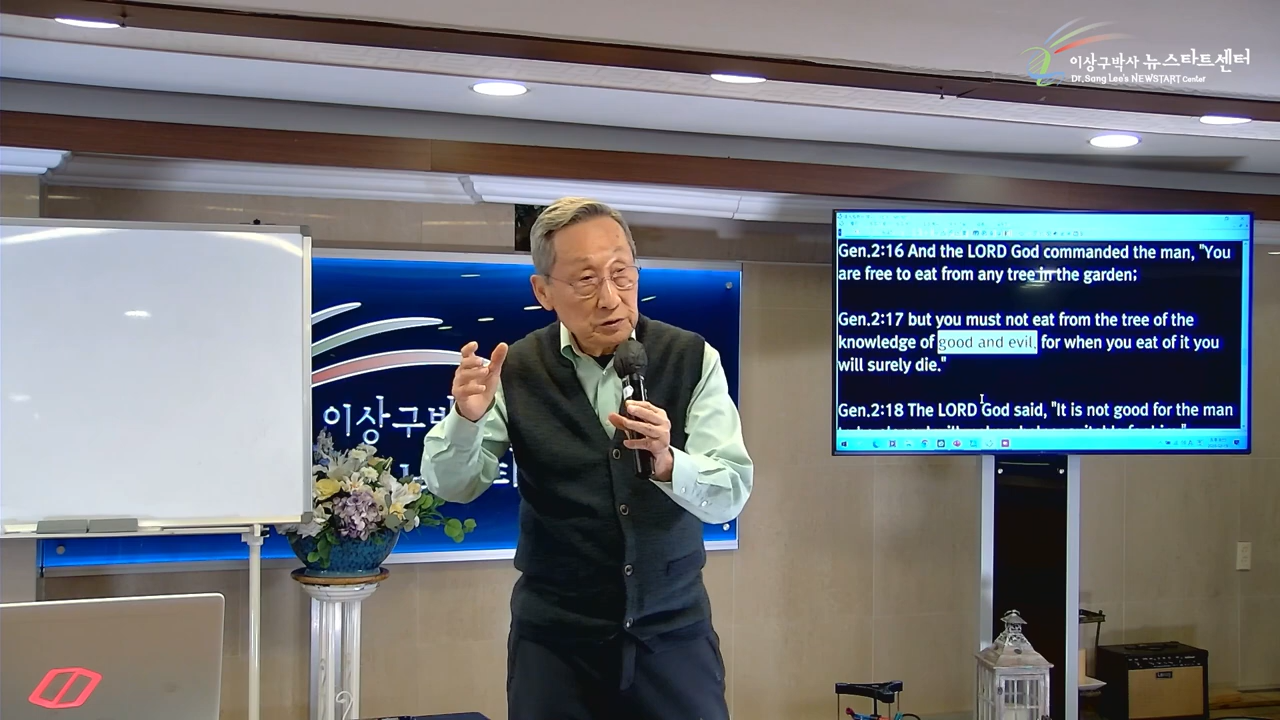 이상구박사 뉴스타트센터
Dr. Sang Lee's NEWSTART Center
Gen.2:16 And the LORD God commanded the man, "You
are free to eat from any tree in the garden;
Gen.2:17 but you must not eat from the tree of the
knowledge of good and evil, for when you eat of it you
will surely die."
Gen.2:18 The LORD God said, "It is not good for the man
이상구